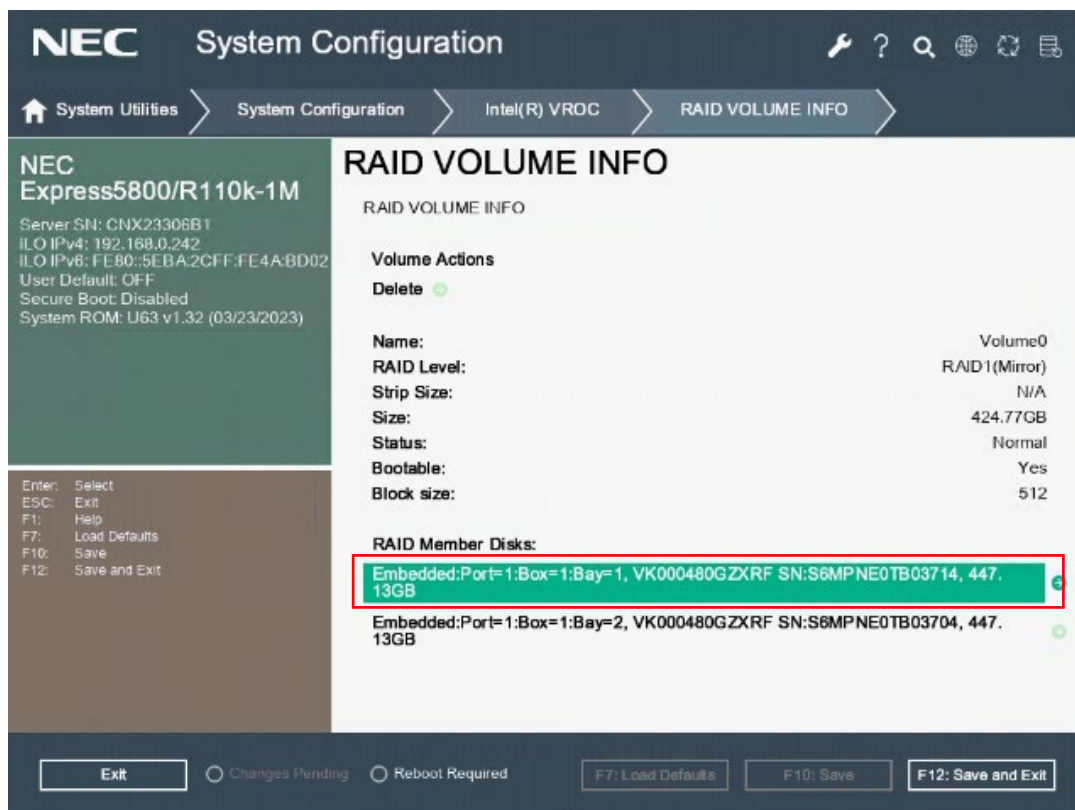 NEC System Configuration
System Utilities System Configuration Intel(R) VROC RAID VOLUME INFO
NEC
Express5800/R110k-1M
Server SN: CNX23306B1
iLO IPv4: 192.168.0.242
iLO IPv6: FE80::5EBA:2CFF:FE4A:BD02
User Default: OFF
Secure Boot: Disabled
System ROM: U63 v1.32 (03/23/2023)
Enter: Select
ESC: Exit
F1: Help
F7: Load Defaults
F10: Save
F12: Save and Exit
RAID VOLUME INFO
RAID VOLUME INFO
Volume Actions
Delete
Name: Volume0
RAID Level: RAID1(Mirror)
Strip Size: N/A
Size: 424.77GB
Status: Normal
Bootable: Yes
Block size: 512
RAID Member Disks:
Embedded:Port=1:Box=1:Bay=1, VK000480GZXRF SN:S6MPNE0TB03714, 447.
13GB
Embedded:Port=1:Box=1:Bay=2, VK000480GZXRF SN:S6MPNE0TB03704, 447.
13GB
Exit Changes Pending Reboot Required F7: Load Defaults F10: Save F12: Save and Exit